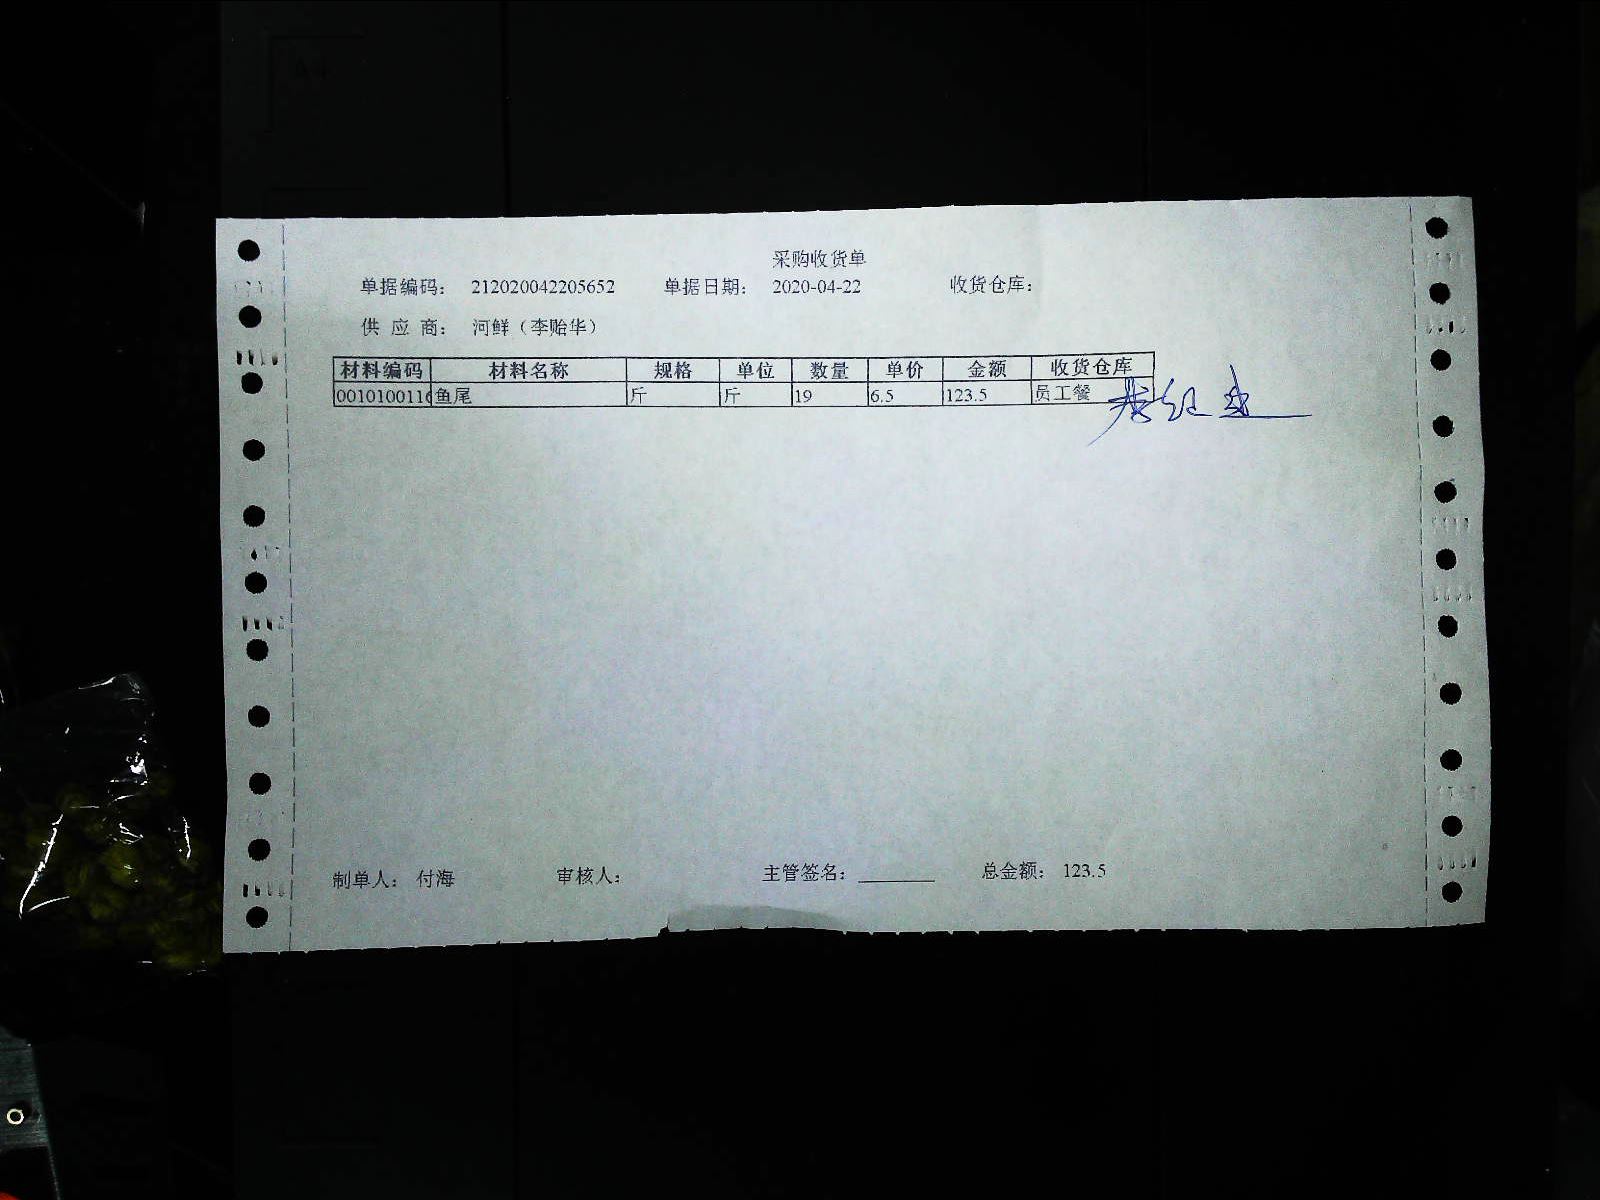 采购收货单
单据编码： 212020042205652 单据日期： 2020-04-22 收货仓库：
供 应 商： 河鲜（李贻华）
材料编码 材料名称 规格 单位 数量 单价 金额 收货仓库
0010100116 鱼尾 斤 斤 19 6.5 123.5 员工餐
制单人： 付海 审核人： 主管签名： 总金额： 123.5